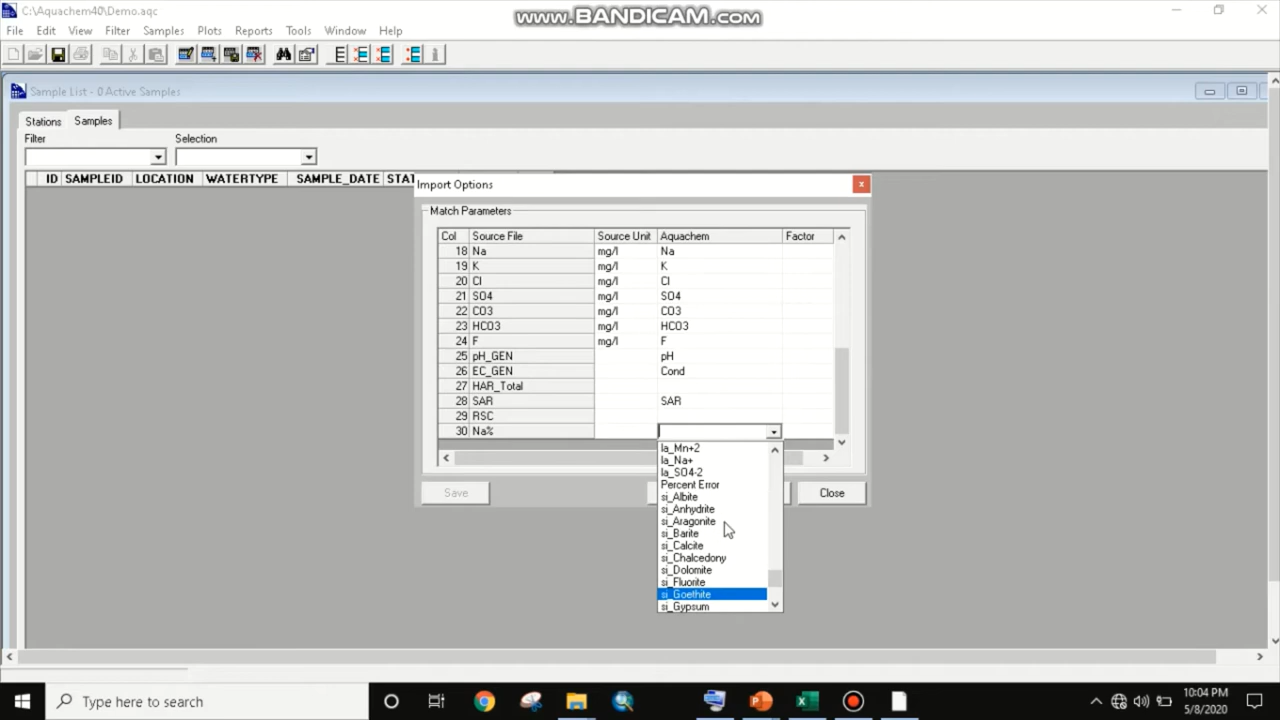 C:\Aquachem40\Demo.aqc
www.BANDICAM.com
File Edit View Filter Samples Plots Reports Tools Window Help
Sample List - 0 Active Samples
Stations Samples
Filter Selection
ID SAMPLEID LOCATION WATERTYPE SAMPLE_DATE STAT
Import Options
Match Parameters
Col Source File Source Unit Aquachem Factor
18 Na mg/l Na
19 K mg/l K
20 Cl mg/l Cl
21 SO4 mg/l SO4
22 CO3 mg/l CO3
23 HCO3 mg/l HCO3
24 F mg/l F
25 pH_GEN pH
26 EC_GEN Cond
27 HAR_Total
28 SAR SAR
29 RSC
30 Na%
la_Mn+2
la_Na+
la_SO4-2
Percent Error
si_Albite
si_Anhydrite
si_Aragonite
si_Barite
si_Calcite
si_Chalcedony
si_Dolomite
si_Fluorite
si_Goethite
si_Gypsum
Save Close
Type here to search
10:04 PM
5/8/2020